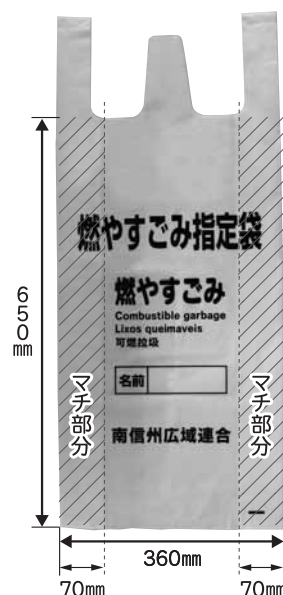 燃やすごみ指定袋
燃やすごみ
Combustible garbage
Lixos queimaveis
可燃垃圾
650mm
名前
マチ部分
マチ部分
南信州広域連合
360mm
70mm
70mm